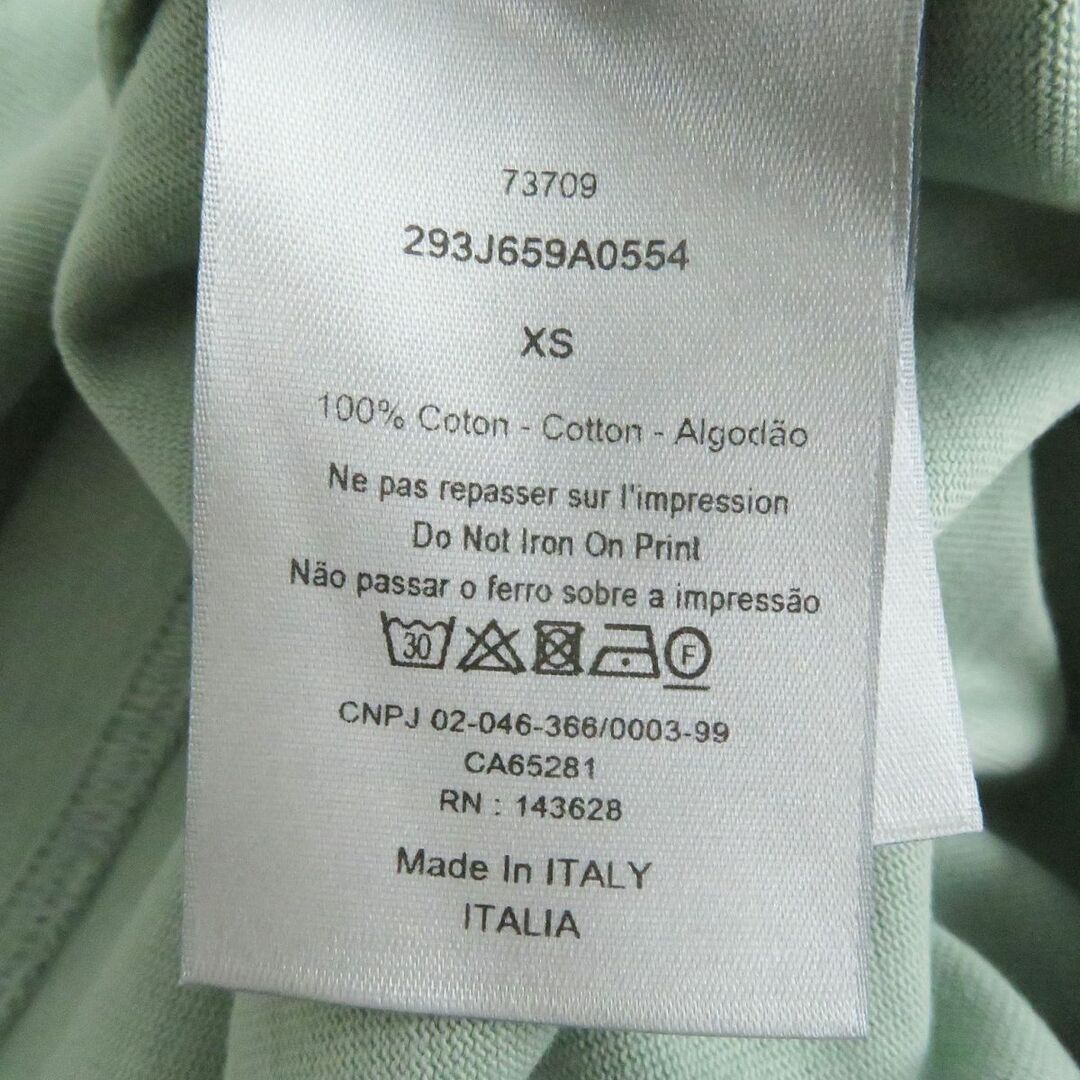 73709
293J659A0554
XS
100% Coton - Cotton - Algodão
Ne pas repasser sur l'impression
Do Not Iron On Print
Não passar o ferro sobre a impressão
30 F
CNPJ 02-046-366/0003-99
CA65281
RN : 143628
Made In ITALY
ITALIA